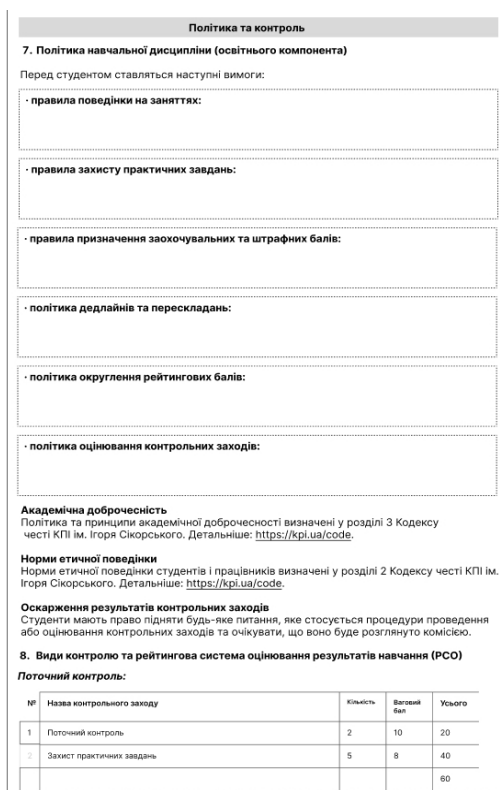 Політика та контроль
7. Політика навчальної дисципліни (освітнього компонента)
Перед студентом ставляться наступні вимоги:
· правила поведінки на заняттях:
· правила захисту практичних завдань:
· правила призначення заохочувальних та штрафних балів:
· політика дедлайнів та перескладань:
· політика округлення рейтингових балів:
· політика оцінювання контрольних заходів:
Академічна доброчесність
Політика та принципи академічної доброчесності визначені у розділі 3 Кодексу
честі КПІ ім. Ігоря Сікорського. Детальніше: https://kpi.ua/code.
Норми етичної поведінки
Норми етичної поведінки студентів і працівників визначені у розділі 2 Кодексу честі КПІ ім.
Ігоря Сікорського. Детальніше: https://kpi.ua/code.
Оскарження результатів контрольних заходів
Студенти мають право підняти будь-яке питання, яке стосується процедури проведення
або оцінювання контрольних заходів та очікувати, що воно буде розглянуто комісією.
8. Види контролю та рейтингова система оцінювання результатів навчання (РСО)
Поточний контроль:
№ Назва контрольного заходу Кількість Ваговий бал Усього
1 Поточний контроль 2 10 20
2 Захист практичних завдань 5 8 40
60